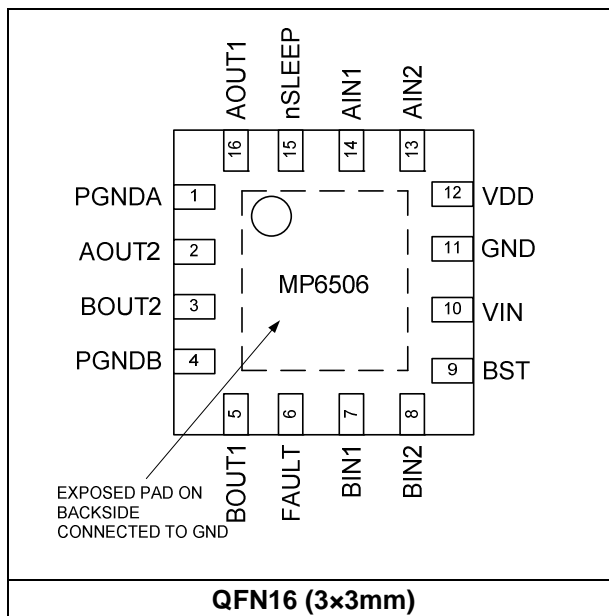 AOUT1
nSLEEP
AIN1
AIN2
16
15
14
13
PGNDA
1
12
VDD
AOUT2
2
11
GND
MP6506
BOUT2
3
10
VIN
PGNDB
4
9
BST
5
6
7
8
BOUT1
FAULT
BIN1
BIN2
EXPOSED PAD ON
BACKSIDE
CONNECTED TO GND
QFN16 (3×3mm)